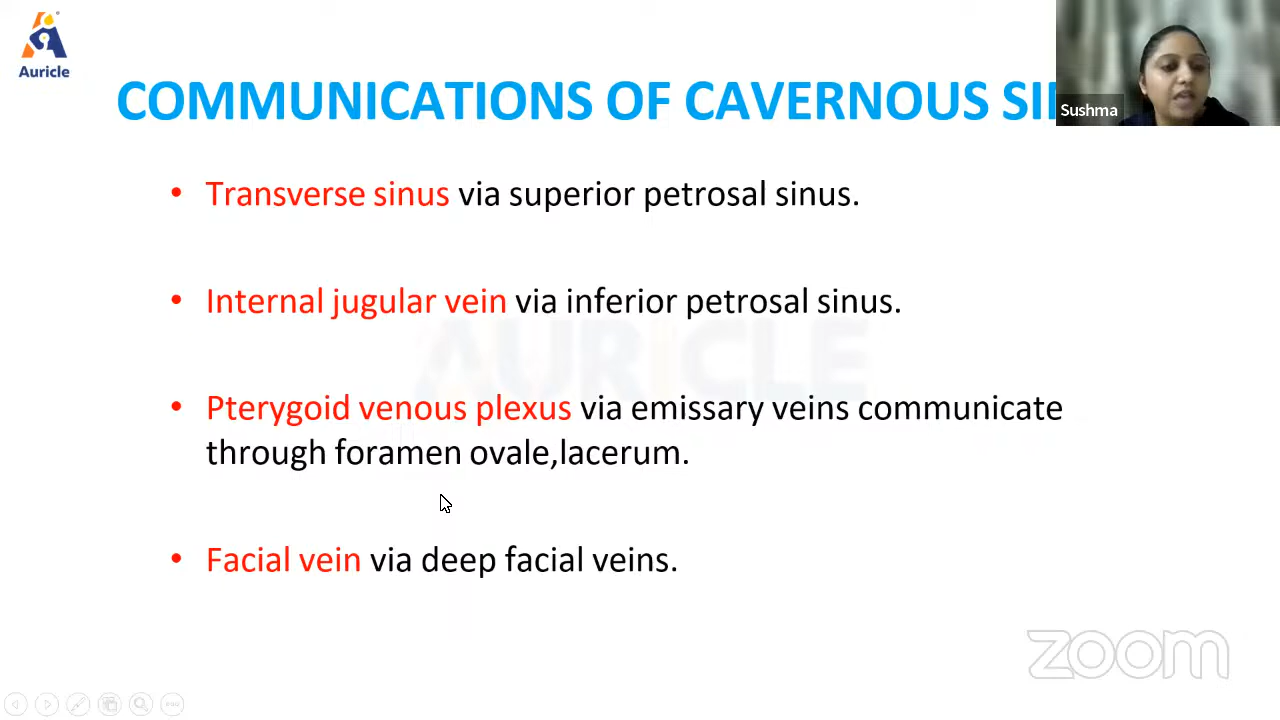 Auricle
COMMUNICATIONS OF CAVERNOUS
Sushma
• Transverse sinus via superior petrosal sinus.
• Internal jugular vein via inferior petrosal sinus.
AURICLE
• Pterygoid venous plexus via emissary veins communicate
through foramen ovale,lacerum.
• Facial vein via deep facial veins.
zoom